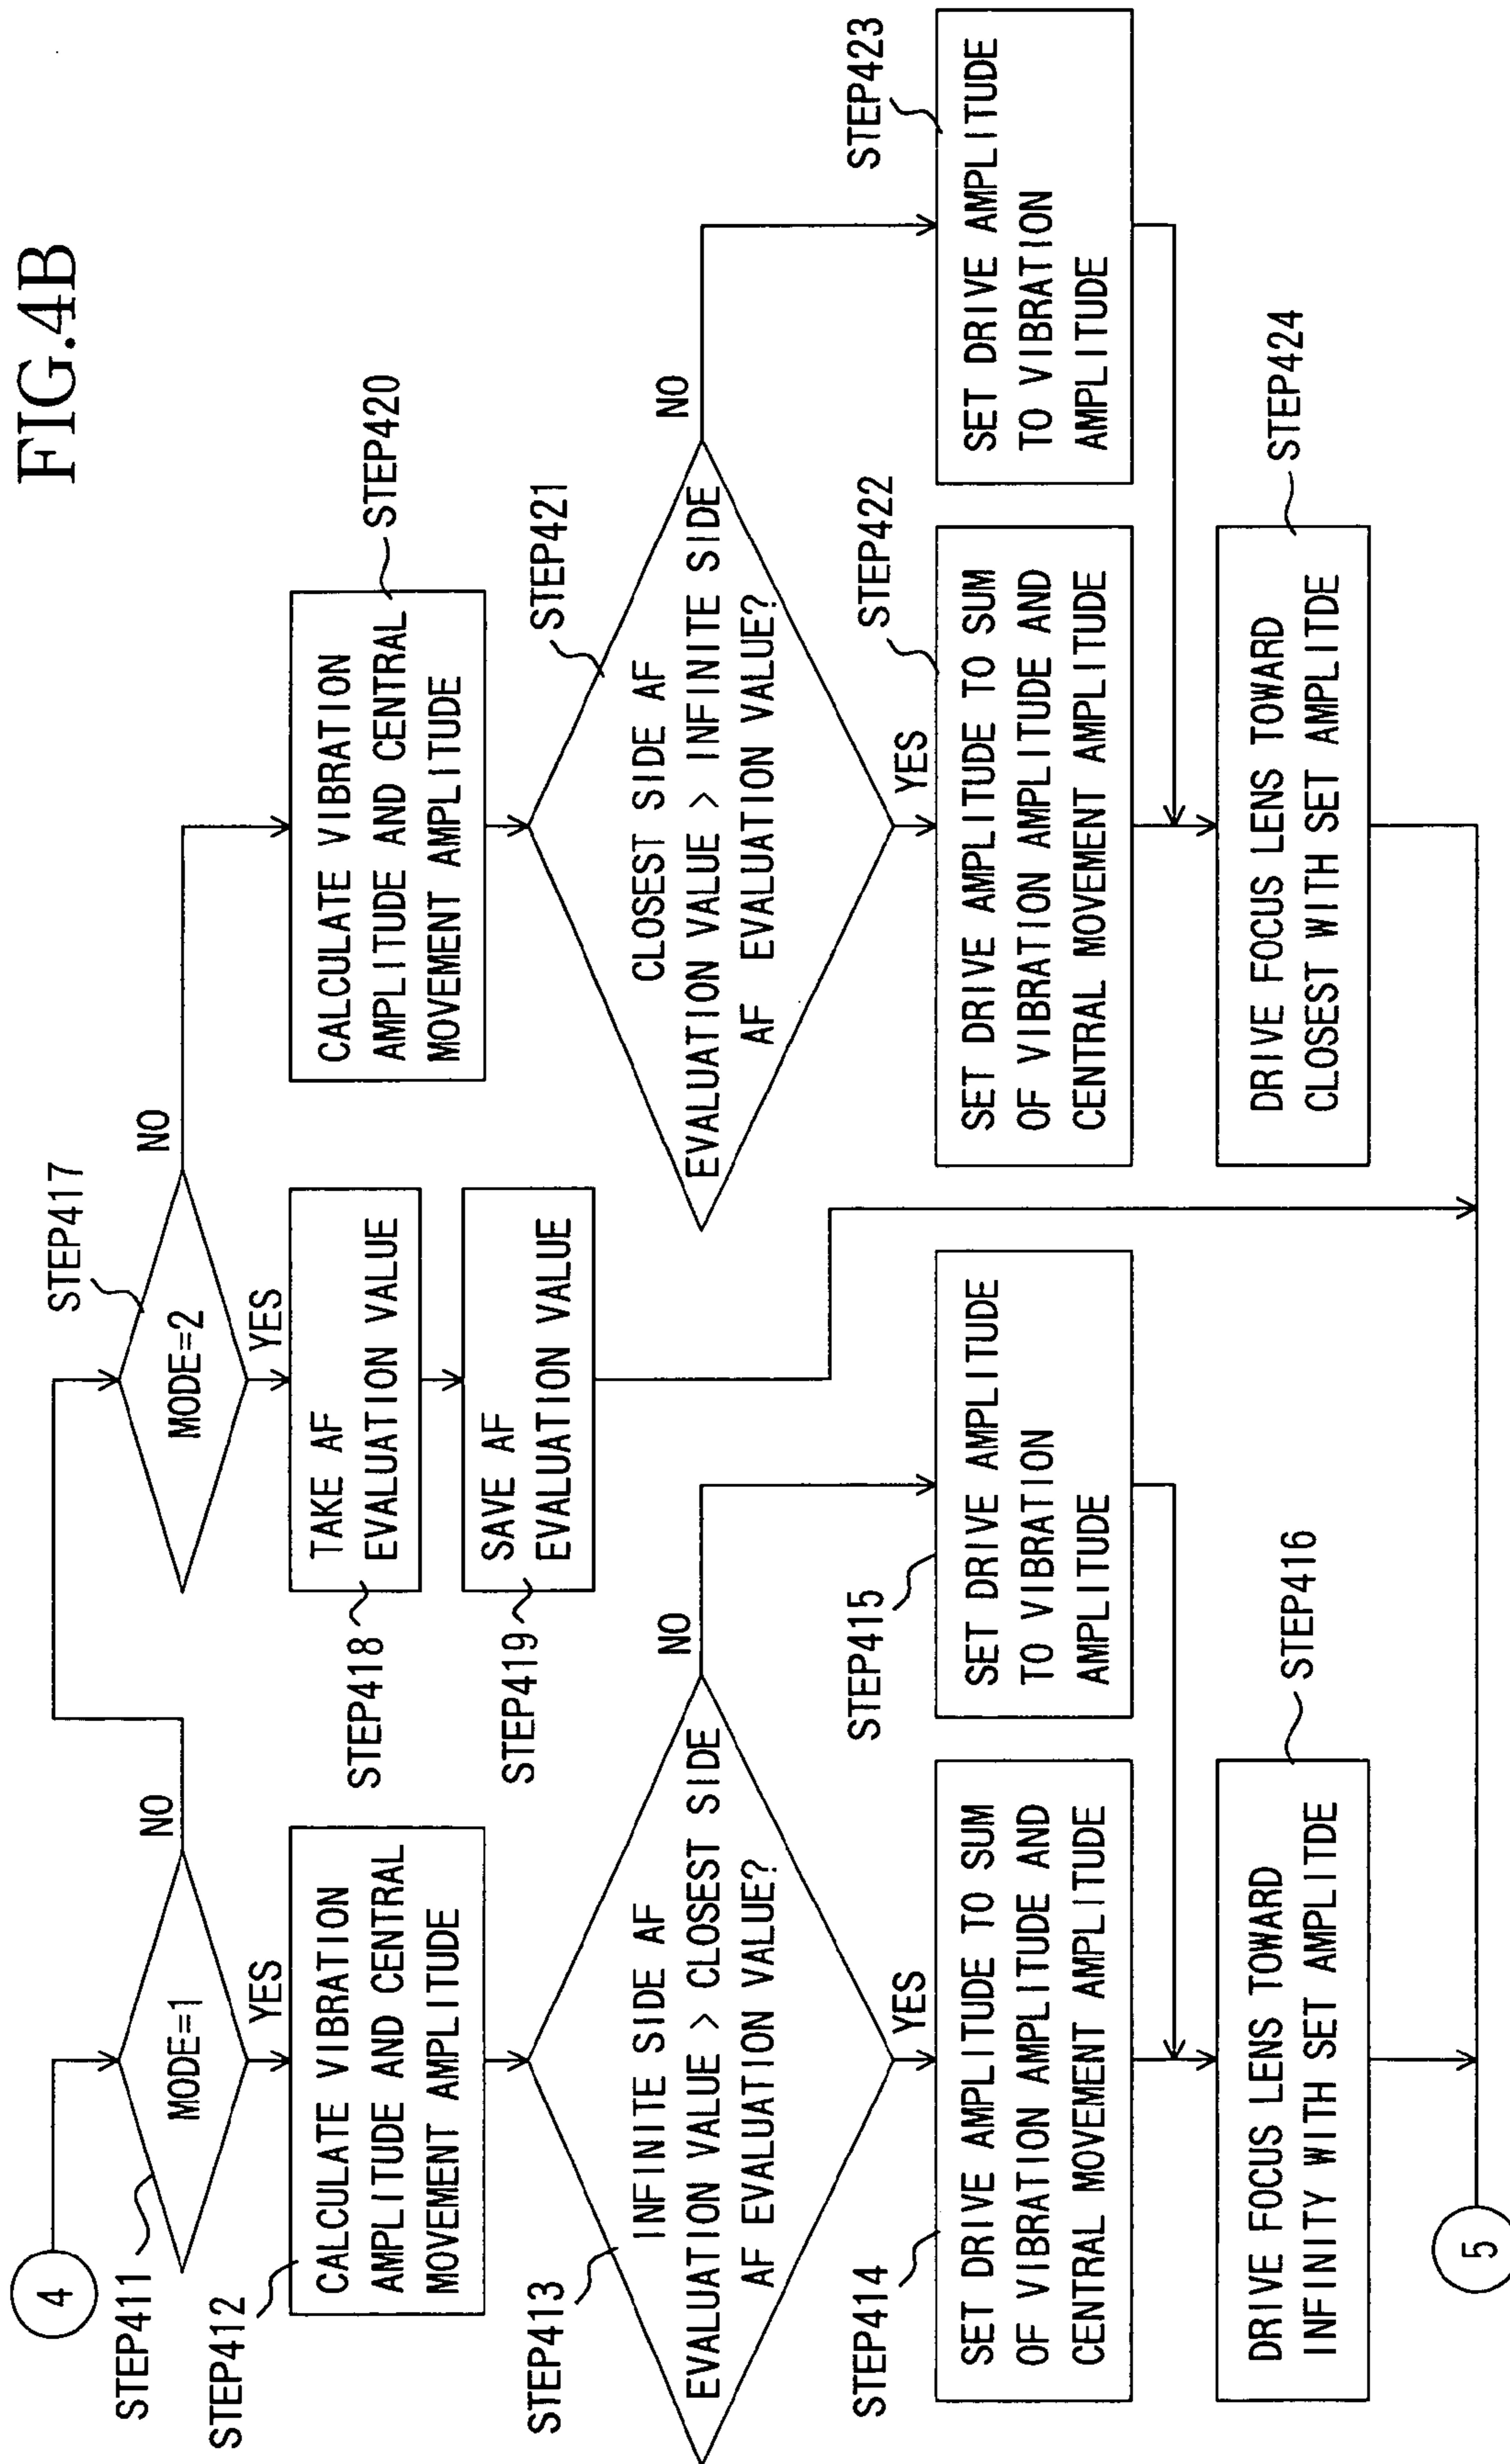 FIG.4B
4
STEP411
MODE=1
NO
YES
STEP412
CALCULATE VIBRATION
AMPLITUDE AND CENTRAL
MOVEMENT AMPLITUDE
STEP413
INFINITE SIDE AF
EVALUATION VALUE > CLOSEST SIDE
AF EVALUATION VALUE?
NO
YES
STEP414
SET DRIVE AMPLITUDE TO SUM
OF VIBRATION AMPLITUDE AND
CENTRAL MOVEMENT AMPLITUDE
STEP415
SET DRIVE AMPLITUDE
TO VIBRATION
AMPLITUDE
STEP416
DRIVE FOCUS LENS TOWARD
INFINITY WITH SET AMPLITDE
STEP417
MODE=2
NO
YES
STEP418
TAKE AF
EVALUATION VALUE
STEP419
SAVE AF
EVALUATION VALUE
STEP420
CALCULATE VIBRATION
AMPLITUDE AND CENTRAL
MOVEMENT AMPLITUDE
STEP421
CLOSEST SIDE AF
EVALUATION VALUE > INFINITE SIDE
AF EVALUATION VALUE?
NO
YES
STEP422
SET DRIVE AMPLITUDE TO SUM
OF VIBRATION AMPLITUDE AND
CENTRAL MOVEMENT AMPLITUDE
STEP423
SET DRIVE AMPLITUDE
TO VIBRATION
AMPLITUDE
STEP424
DRIVE FOCUS LENS TOWARD
CLOSEST WITH SET AMPLITDE
5